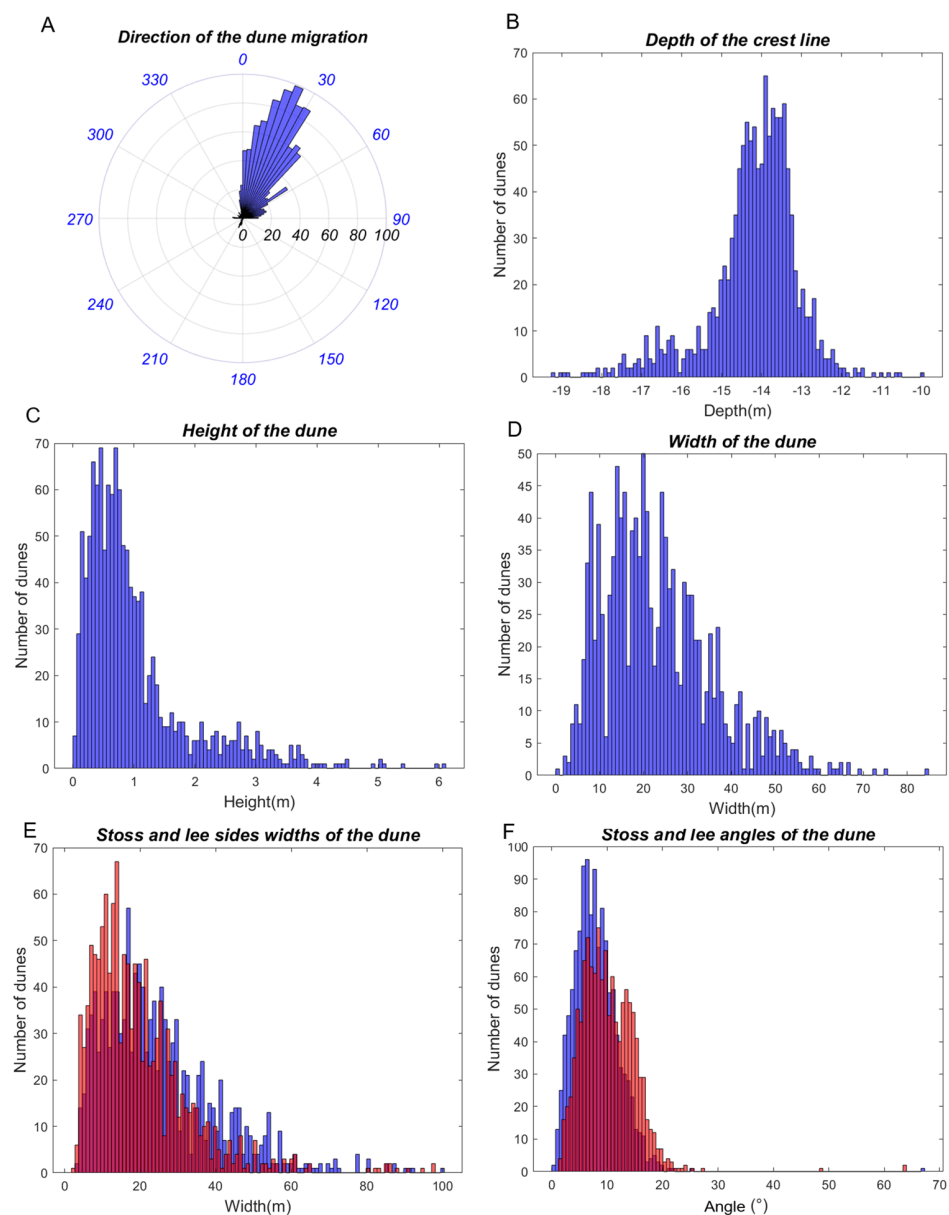 A
Direction of the dune migration
0
330
30
300
60
270
90
0 20 40 60 80 100
240
120
210
150
180
B
Depth of the crest line
70
60
50
40
30
20
10
0
Number of dunes
-19 -18 -17 -16 -15 -14 -13 -12 -11 -10
Depth(m)
C
Height of the dune
70
60
50
40
30
20
10
0
Number of dunes
0 1 2 3 4 5 6
Height(m)
D
Width of the dune
50
45
40
35
30
25
20
15
10
5
0
Number of dunes
0 10 20 30 40 50 60 70 80
Width(m)
E
Stoss and lee sides widths of the dune
70
60
50
40
30
20
10
0
Number of dunes
0 20 40 60 80 100
Width(m)
F
Stoss and lee angles of the dune
100
90
80
70
60
50
40
30
20
10
0
Number of dunes
0 10 20 30 40 50 60 70
Angle (°)